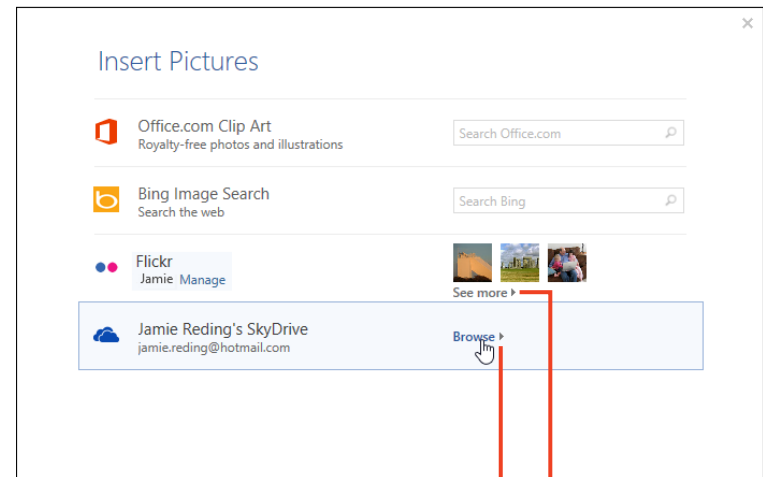 Insert Pictures
Office.com Clip Art
Royalty-free photos and illustrations
Search Office.com
Bing Image Search
Search the web
Search Bing
Flickr
Jamie Manage
See more
Jamie Reding's SkyDrive
jamie.reding@hotmail.com
Browse